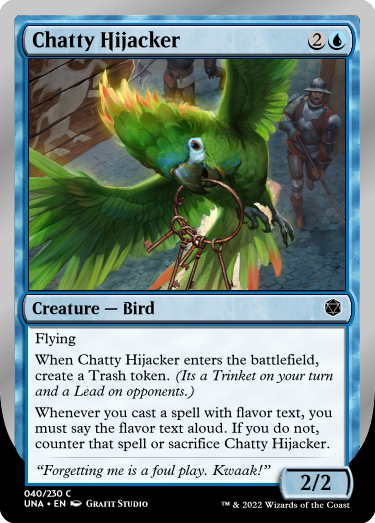 Chatty Hijacker 2
Creature — Bird
Flying
When Chatty Hijacker enters the battlefield,
create a Trash token. (Its a Trinket on your turn
and a Lead on opponents.)
Whenever you cast a spell with flavor text, you
must say the flavor text aloud. If you do not,
counter that spell or sacrifice Chatty Hijacker.
“Forgetting me is a foul play. Kwaak!”
2/2
040/230 C
UNA • EN Grafit Studio ™ & 2022 Wizards of the Coast